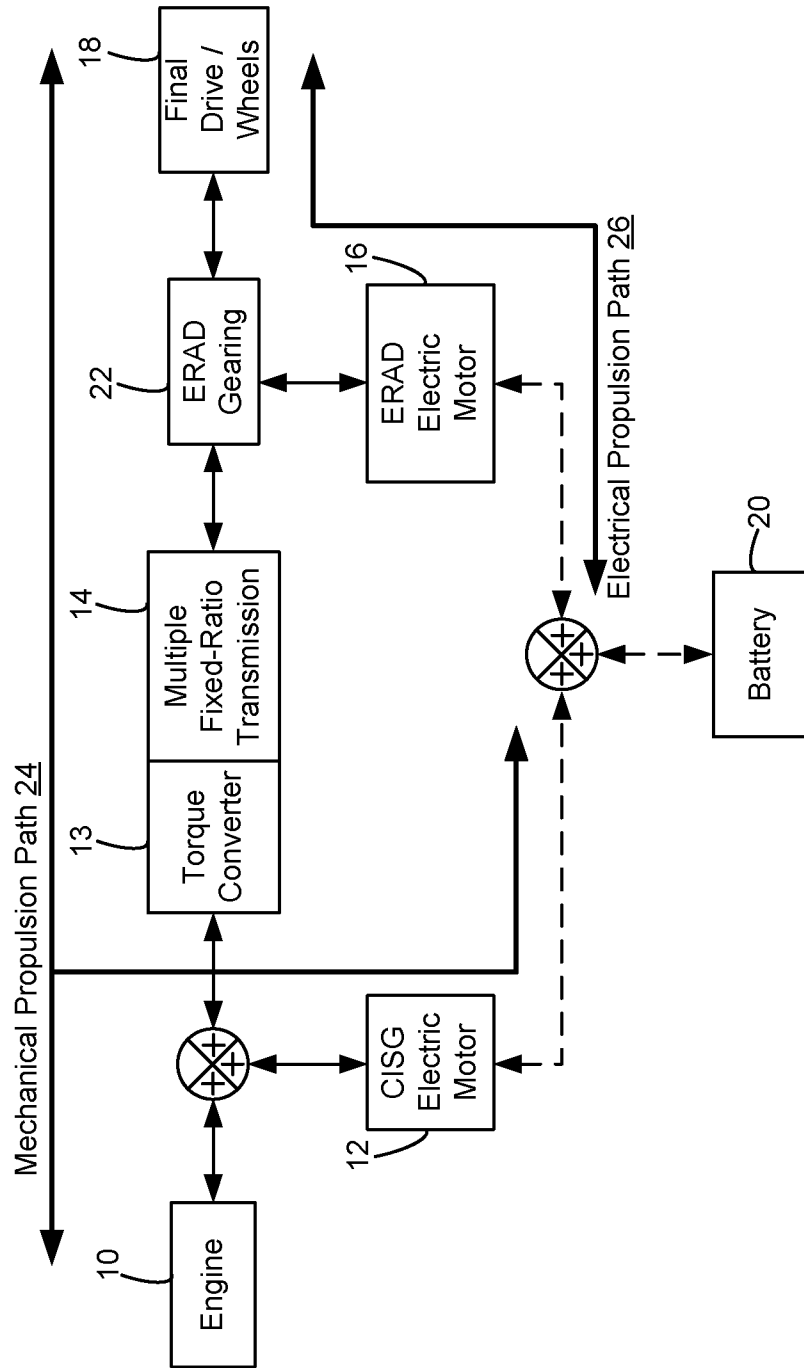 Mechanical Propulsion Path 24
10
Engine
12
CISG
Electric
Motor
13
Torque
Converter
14
Multiple
Fixed-Ratio
Transmission
22
ERAD
Gearing
18
Final
Drive /
Wheels
16
ERAD
Electric
Motor
Electrical Propulsion Path 26
20
Battery
+
+
+
+
+
+